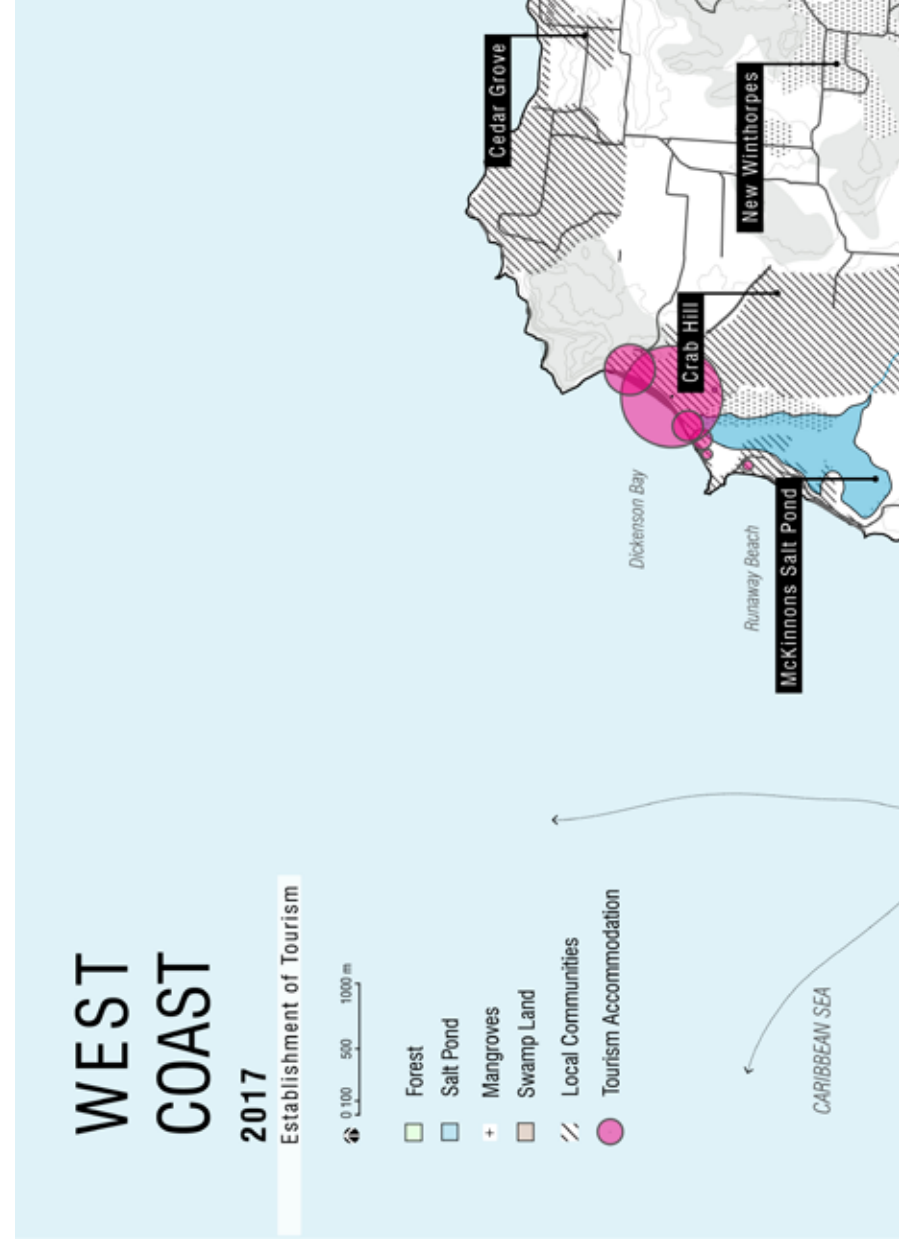 WEST
COAST
2017
Establishment of Tourism
0 100 500 1000 m
Forest
Salt Pond
Mangroves
Swamp Land
Local Communities
Tourism Accommodation
Cedar Grove
New Winthorpes
Crab Hill
Dickenson Bay
Runaway Beach
McKinnons Salt Pond
CARIBBEAN SEA